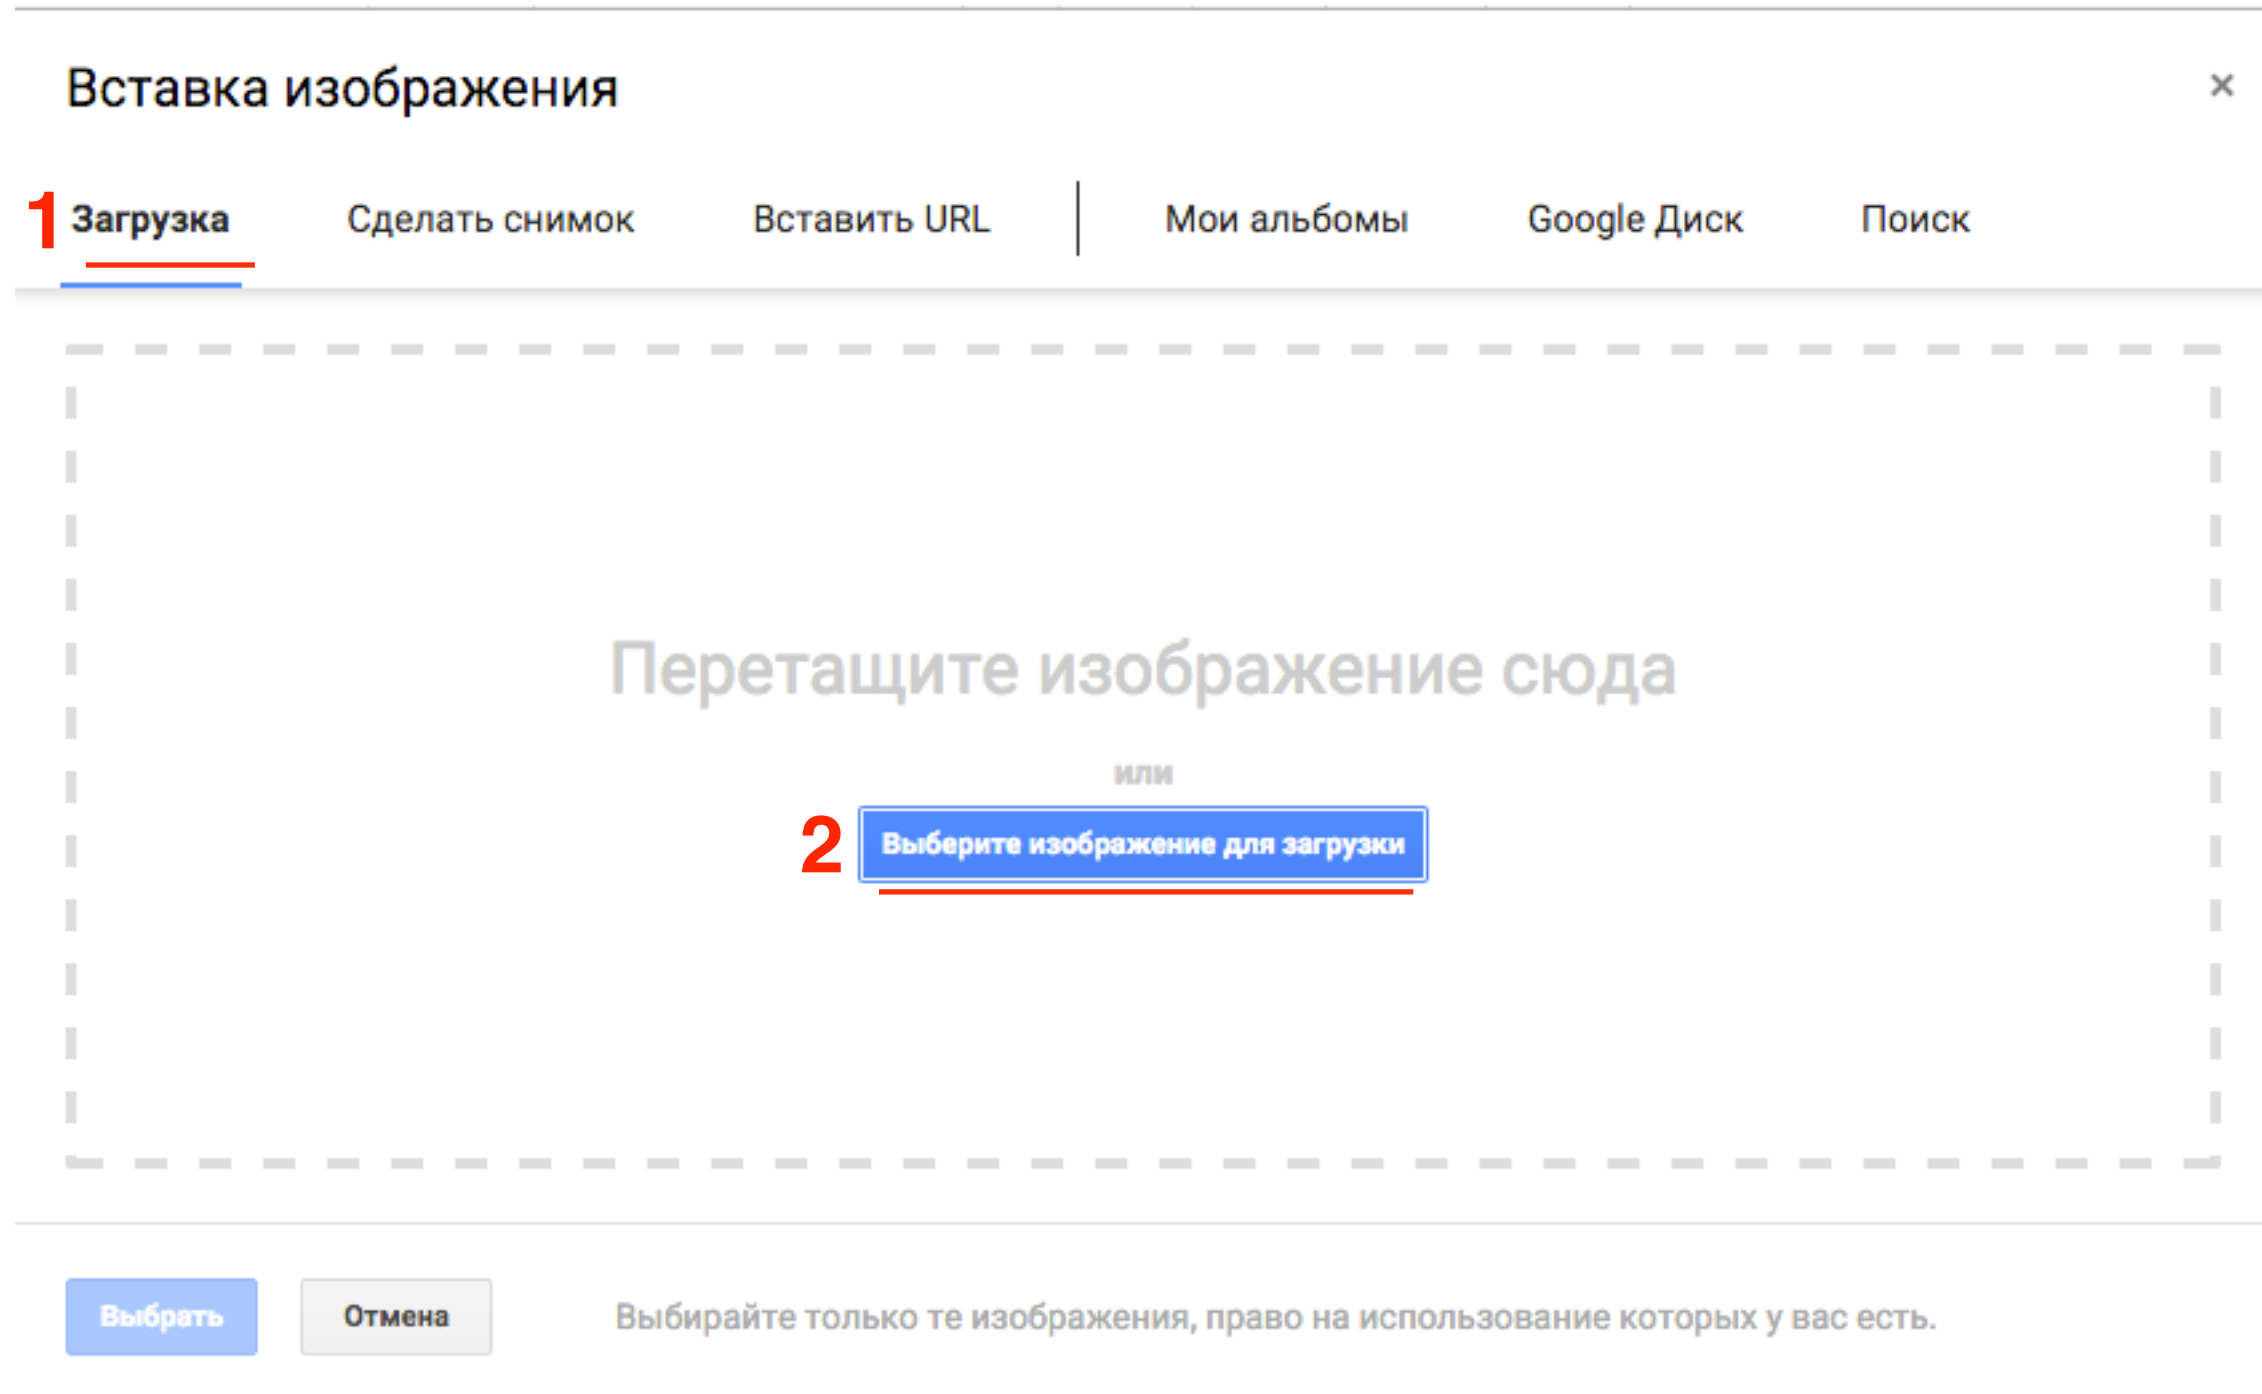 Вставка изображения ×
1 Загрузка Сделать снимок Вставить URL Мои альбомы Google Диск Поиск
Перетащите изображение сюда
или
2 Выберите изображение для загрузки
Выбрать Отмена Выбирайте только те изображения, право на использование которых у вас есть.